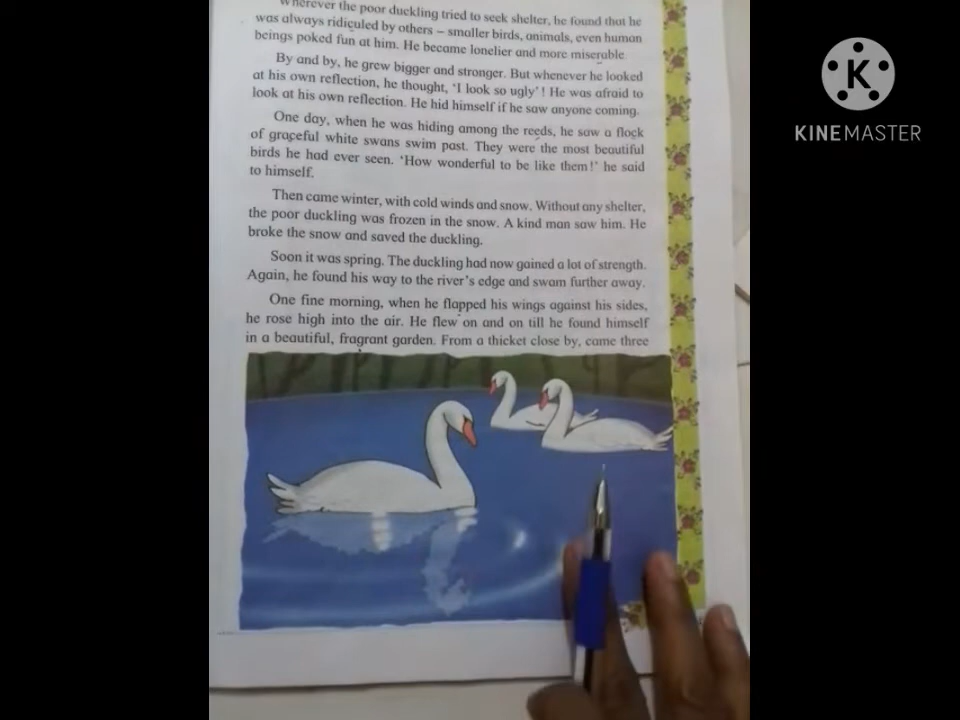 Wherever the poor duckling tried to seek shelter, he found that he
was always ridiculed by others – smaller birds, animals, even human
beings poked fun at him. He became lonelier and more miserable.
By and by, he grew bigger and stronger. But whenever he looked
at his own reflection, he thought, 'I look so ugly'! He was afraid to
look at his own reflection. He hid himself if he saw anyone coming.
One day, when he was hiding among the reeds, he saw a flock
of graceful white swans swim past. They were the most beautiful
birds he had ever seen. 'How wonderful to be like them!' he said
to himself.
Then came winter, with cold winds and snow. Without any shelter,
the poor duckling was frozen in the snow. A kind man saw him. He
broke the snow and saved the duckling.
Soon it was spring. The duckling had now gained a lot of strength.
Again, he found his way to the river's edge and swam further away.
One fine morning, when he flapped his wings against his sides,
he rose high into the air. He flew on and on till he found himself
in a beautiful, fragrant garden. From a thicket close by, came three
K
KINEMASTER